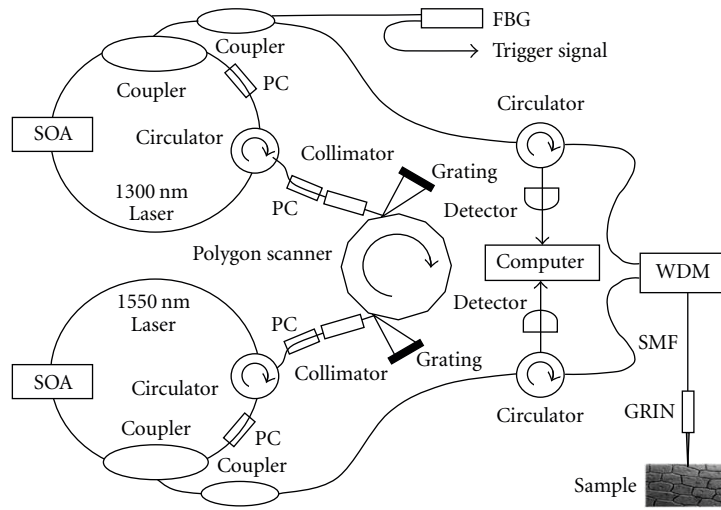 FBG
Coupler
Trigger signal
PC
Coupler
Circulator
SOA
Circulator
Collimator
Grating
1300 nm
Laser
PC
Detector
Polygon scanner
Computer
WDM
1550 nm
Laser
PC
Detector
SMF
SOA
Circulator
Collimator
Grating
Coupler
PC
Circulator
GRIN
Coupler
Sample